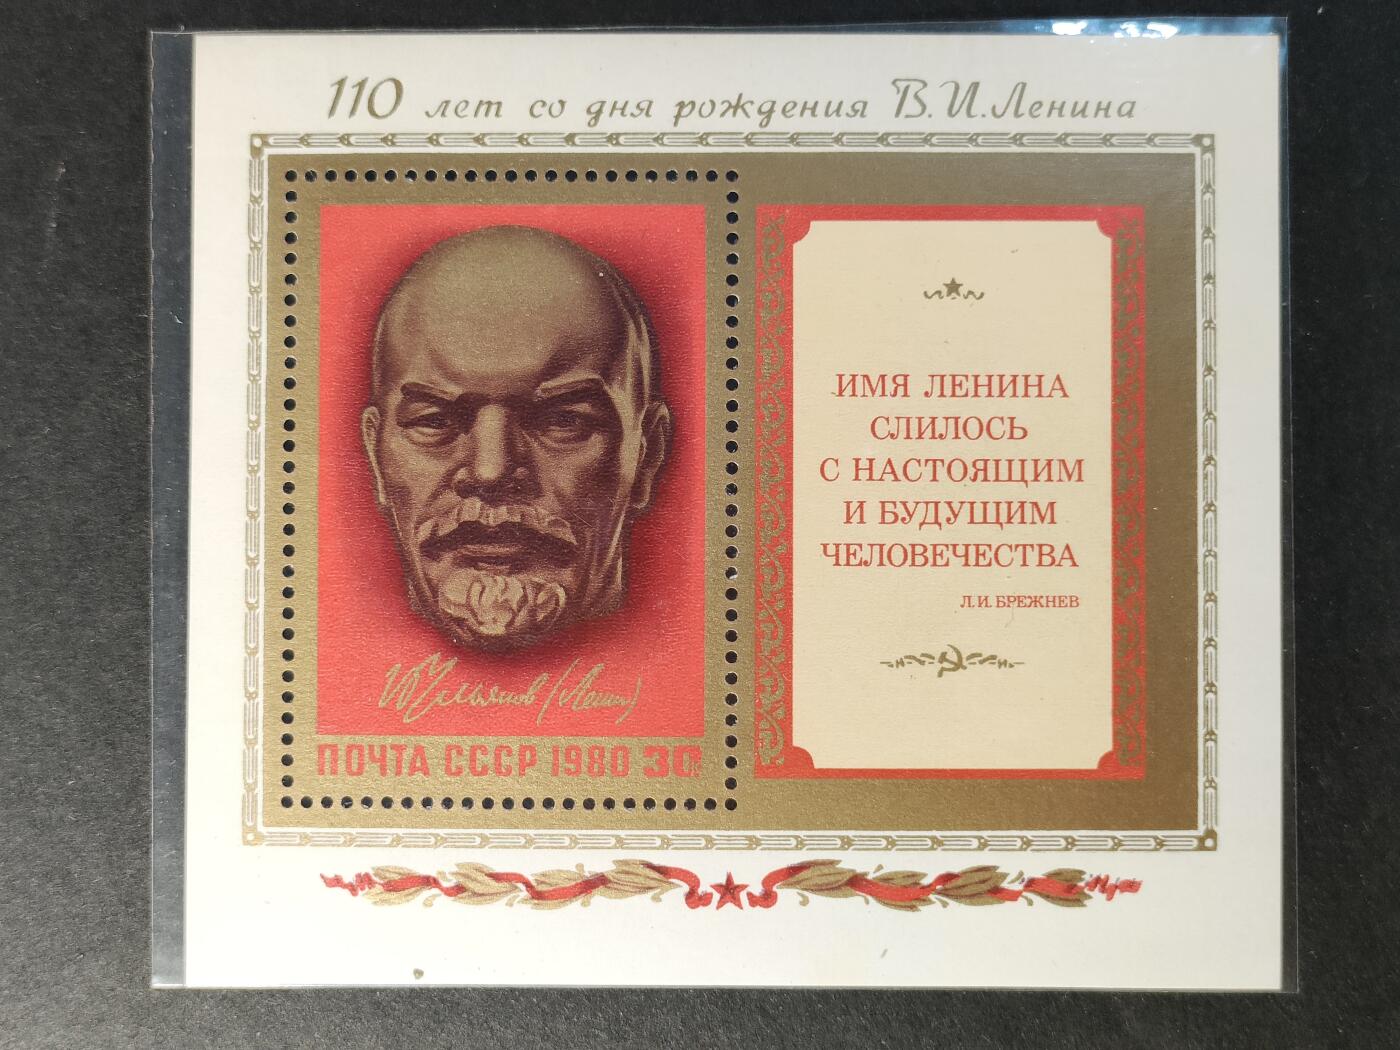 110 лет со дня рождения В. И. Ленина
В Ульянов (Ленин)
ПОЧТА СССР 1980 30К
ИМЯ ЛЕНИНА
СЛИЛОСЬ
С НАСТОЯЩИМ
И БУДУЩИМ
ЧЕЛОВЕЧЕСТВА
Л. И. БРЕЖНЕВ